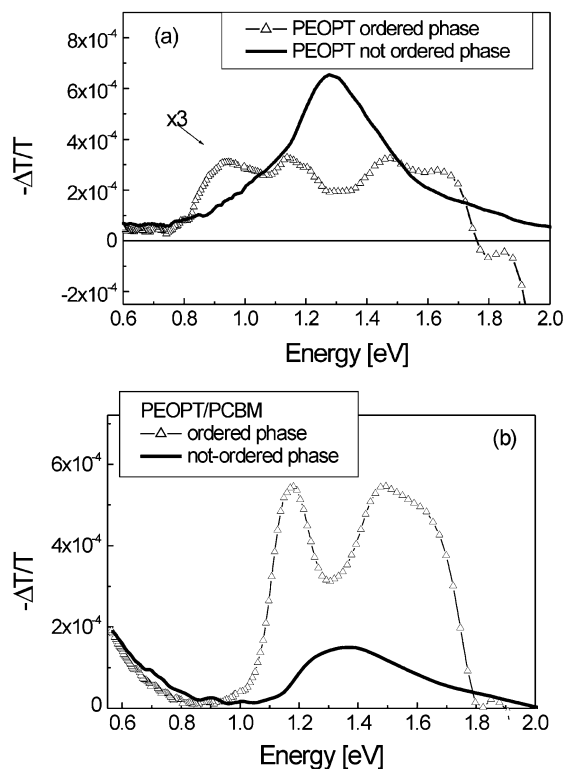 (a)
PEOPT ordered phase
PEOPT not ordered phase
x3
-ΔT/T
8x10⁻⁴
6x10⁻⁴
4x10⁻⁴
2x10⁻⁴
0
-2x10⁻⁴
0.6 0.8 1.0 1.2 1.4 1.6 1.8 2.0
Energy [eV]
PEOPT/PCBM
ordered phase
not-ordered phase
(b)
-ΔT/T
6x10⁻⁴
4x10⁻⁴
2x10⁻⁴
0
0.6 0.8 1.0 1.2 1.4 1.6 1.8 2.0
Energy [eV]